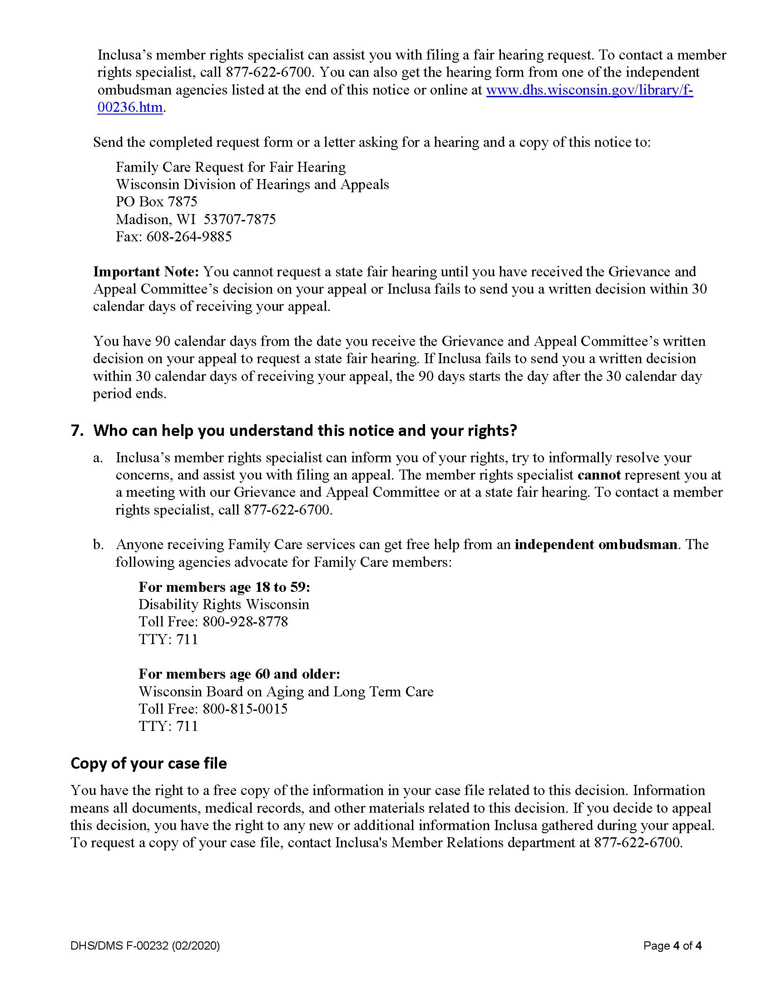 Inclusa’s member rights specialist can assist you with filing a fair hearing request. To contact a member
rights specialist, call 877-622-6700. You can also get the hearing form from one of the independent
ombudsman agencies listed at the end of this notice or online at www.dhs.wisconsin.gov/library/f-
00236.htm.
Send the completed request form or a letter asking for a hearing and a copy of this notice to:
Family Care Request for Fair Hearing
Wisconsin Division of Hearings and Appeals
PO Box 7875
Madison, WI  53707-7875
Fax: 608-264-9885
Important Note: You cannot request a state fair hearing until you have received the Grievance and
Appeal Committee’s decision on your appeal or Inclusa fails to send you a written decision within 30
calendar days of receiving your appeal.
You have 90 calendar days from the date you receive the Grievance and Appeal Committee’s written
decision on your appeal to request a state fair hearing. If Inclusa fails to send you a written decision
within 30 calendar days of receiving your appeal, the 90 days starts the day after the 30 calendar day
period ends.
7. Who can help you understand this notice and your rights?
a. Inclusa’s member rights specialist can inform you of your rights, try to informally resolve your
concerns, and assist you with filing an appeal. The member rights specialist cannot represent you at
a meeting with our Grievance and Appeal Committee or at a state fair hearing. To contact a member
rights specialist, call 877-622-6700.
b. Anyone receiving Family Care services can get free help from an independent ombudsman. The
following agencies advocate for Family Care members:
For members age 18 to 59:
Disability Rights Wisconsin
Toll Free: 800-928-8778
TTY: 711
For members age 60 and older:
Wisconsin Board on Aging and Long Term Care
Toll Free: 800-815-0015
TTY: 711
Copy of your case file
You have the right to a free copy of the information in your case file related to this decision. Information
means all documents, medical records, and other materials related to this decision. If you decide to appeal
this decision, you have the right to any new or additional information Inclusa gathered during your appeal.
To request a copy of your case file, contact Inclusa's Member Relations department at 877-622-6700.
DHS/DMS F-00232 (02/2020)
Page 4 of 4